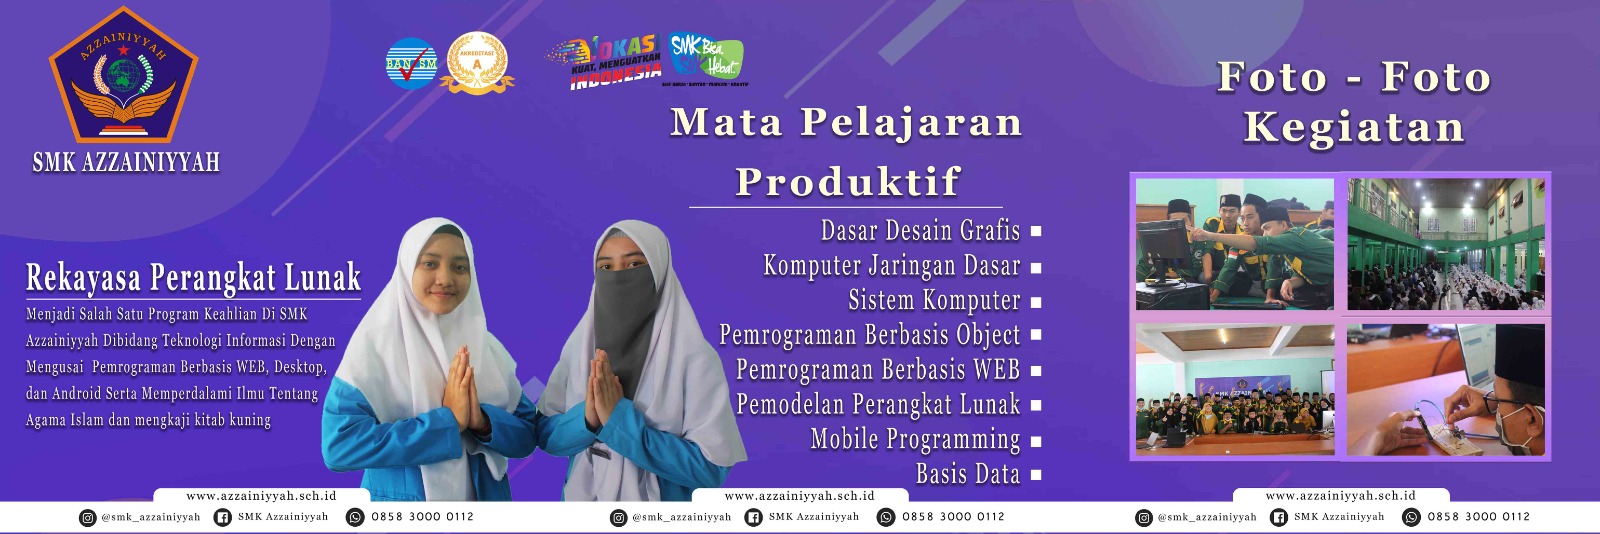 AZZAINIYYAH
SMK AZZAINIYYAH
BAN SM
AKREDITASI
A
VOKASI
KUAT, MENGUATKAN
INDONESIA
SMK Bisa
SMK Hebat.
Rekayasa Perangkat Lunak
Menjadi Salah Satu Program Keahlian Di SMK
Azzainiyyah Dibidang Teknologi Informasi Dengan
Mengusai Pemrograman Berbasis WEB, Desktop,
dan Android Serta Memperdalami Ilmu Tentang
Agama Islam dan mengkaji kitab kuning
Mata Pelajaran
Produktif
Dasar Desain Grafis
Komputer Jaringan Dasar
Sistem Komputer
Pemrograman Berbasis Object
Pemrograman Berbasis WEB
Pemodelan Perangkat Lunak
Mobile Programming
Basis Data
Foto - Foto
Kegiatan
SMK AZZAIN
www.azzainiyyah.sch.id
@smk_azzainiyyah SMK Azzainiyyah 0858 3000 0112
www.azzainiyyah.sch.id
@smk_azzainiyyah SMK Azzainiyyah 0858 3000 0112
www.azzainiyyah.sch.id
@smk_azzainiyyah SMK Azzainiyyah 0858 3000 0112